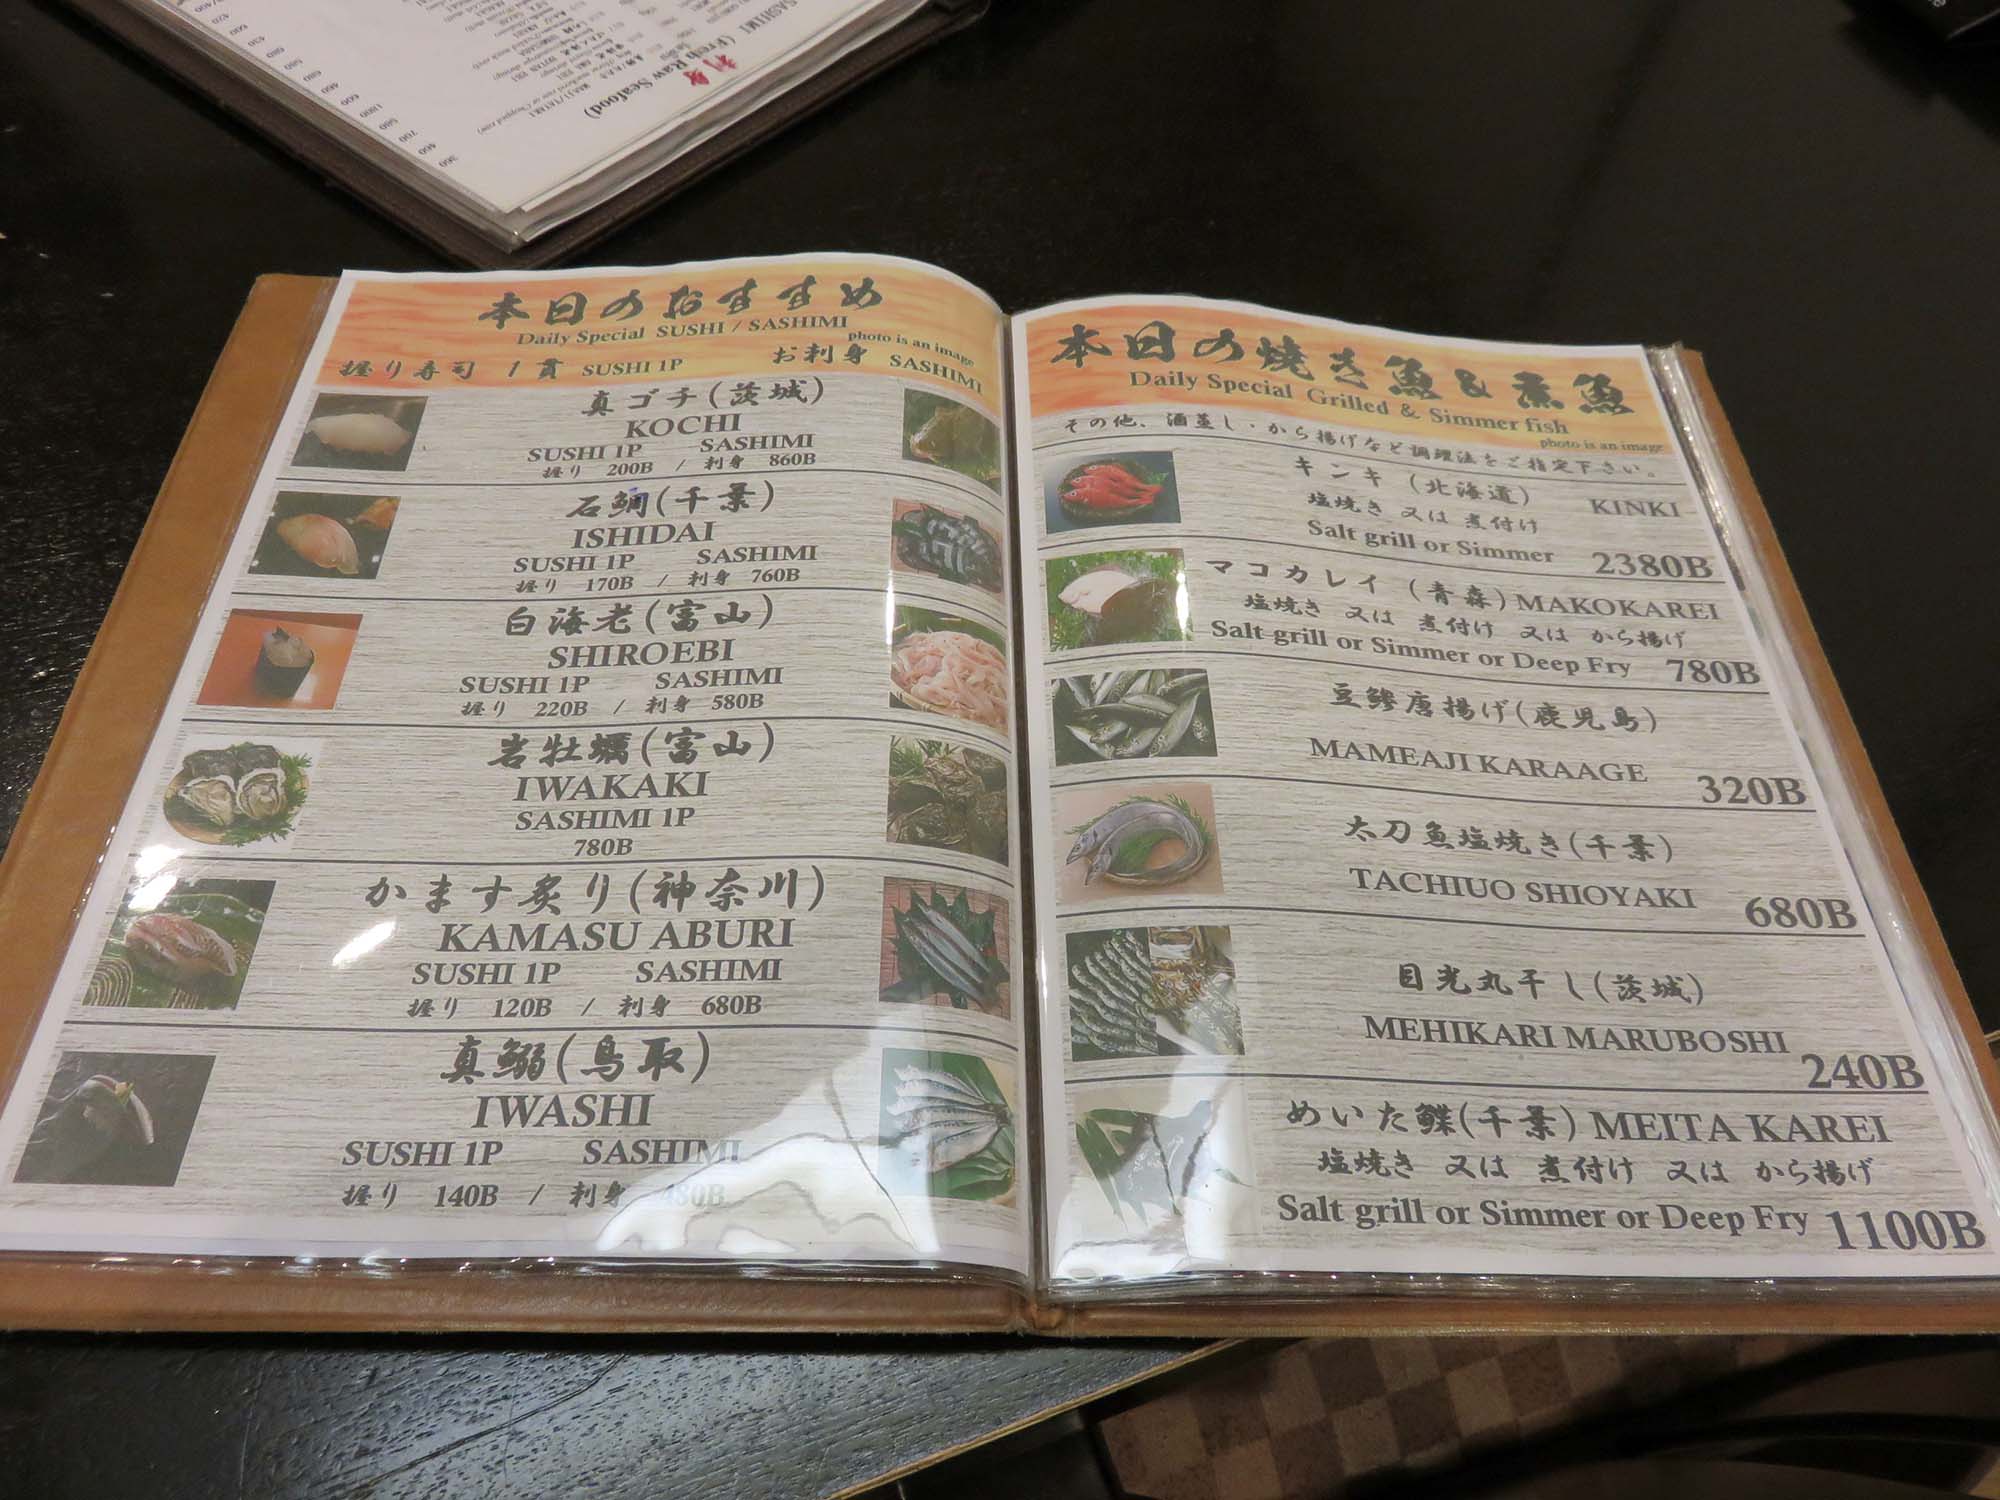 SASHIMI (Freh Raw Seafood)
刺身
本日のおすすめ
Daily Special SUSHI / SASHIMI
photo is an image
握り寿司 1貫 SUSHI 1P お刺身 SASHIMI
真ゴチ(茨城)
KOCHI
SUSHI 1P SASHIMI
握り 200B / 刺身 860B
石鯛(千葉)
ISHIDAI
SUSHI 1P SASHIMI
握り 170B / 刺身 760B
白海老(富山)
SHIROEBI
SUSHI 1P SASHIMI
握り 220B / 刺身 580B
岩牡蠣(富山)
IWAKAKI
SASHIMI 1P
780B
かます炙り(神奈川)
KAMASU ABURI
SUSHI 1P SASHIMI
握り 120B / 刺身 680B
真鰯(鳥取)
IWASHI
SUSHI 1P SASHIMI
握り 140B / 刺身 480B
本日の焼き魚&煮魚
Daily Special Grilled & Simmer fish
photo is an image
その他、酒蒸し・から揚げなど調理法をご指定下さい。
キンキ (北海道) KINKI
塩焼き 又は 煮付け
Salt grill or Simmer 2380B
マコカレイ (青森) MAKOKAREI
塩焼き 又は 煮付け 又は から揚げ
Salt grill or Simmer or Deep Fry 780B
豆鯵唐揚げ(鹿児島)
MAMEAJI KARAAGE 320B
太刀魚塩焼き(千葉)
TACHIUO SHIOYAKI 680B
目光丸干し(茨城)
MEHIKARI MARUBOSHI 240B
めいた鰈(千葉) MEITA KAREI
塩焼き 又は 煮付け 又は から揚げ
Salt grill or Simmer or Deep Fry 1100B